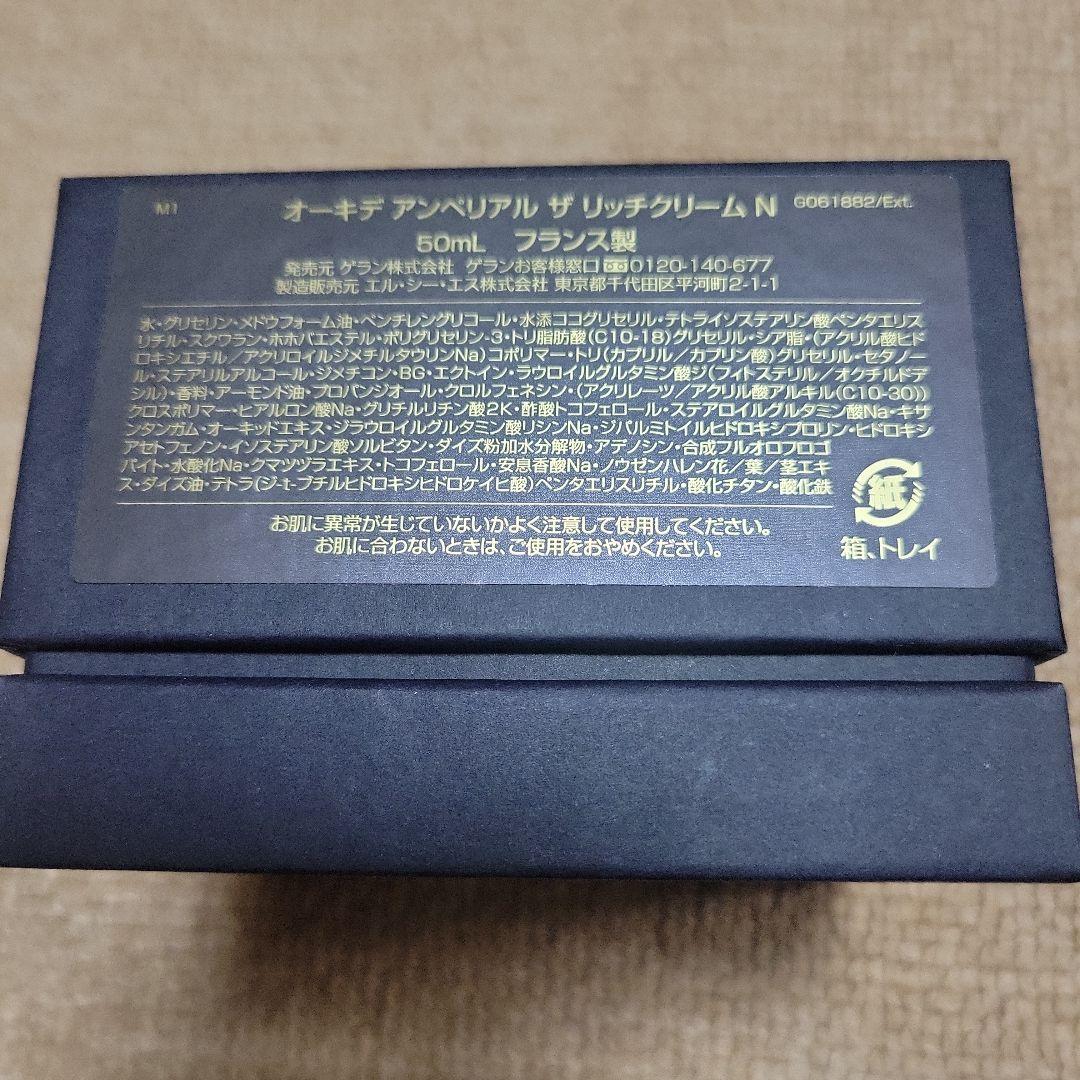 M1 オーキデ アンペリアル ザ リッチクリーム N G061882/Ext.
50mL フランス製
発売元 ゲラン株式会社 ゲランお客様窓口 0120-140-677
製造販売元 エル・シー・エス株式会社 東京都千代田区平河町2-1-1
水・グリセリン・メドウフォーム油・ペンチレングリコール・水添ココグリセリル・テトライソステアリン酸ペンタエリス
リチル・スクワラン・ホホバエステル・ポリグリセリン-3・トリ脂肪酸(C10-18)グリセリル・シア脂・(アクリル酸ヒド
ロキシエチル/アクリロイルジメチルタウリンNa)コポリマー・トリ(カプリル/カプリン酸)グリセリル・セタノー
ル・ステアリルアルコール・ジメチコン・BG・エクトイン・ラウロイルグルタミン酸ジ(フィトステリル/オクチルドデ
シル)・香料・アーモンド油・プロパンジオール・クロルフェネシン・(アクリレーツ/アクリル酸アルキル(C10-30))
クロスポリマー・ヒアルロン酸Na・グリチルリチン酸2K・酢酸トコフェロール・ステアロイルグルタミン酸Na・キサ
ンタンガム・オーキッドエキス・ジラウロイルグルタミン酸リシンNa・ジパルミトイルヒドロキシプロリン・ヒドロキシ
アセトフェノン・イソステアリン酸ソルビタン・ダイズ粉加水分解物・アデノシン・合成フルオロフロゴ
パイト・水酸化Na・クマツヅラエキス・トコフェロール・安息香酸Na・ノウゼンハレン花/葉/茎エキ
ス・ダイズ油・テトラ(ジ-t-ブチルヒドロキシヒドロケイヒ酸)ペンタエリスリチル・酸化チタン・酸化鉄
お肌に異常が生じていないかよく注意して使用してください。
お肌に合わないときは、ご使用をおやめください。
紙
箱、トレイ